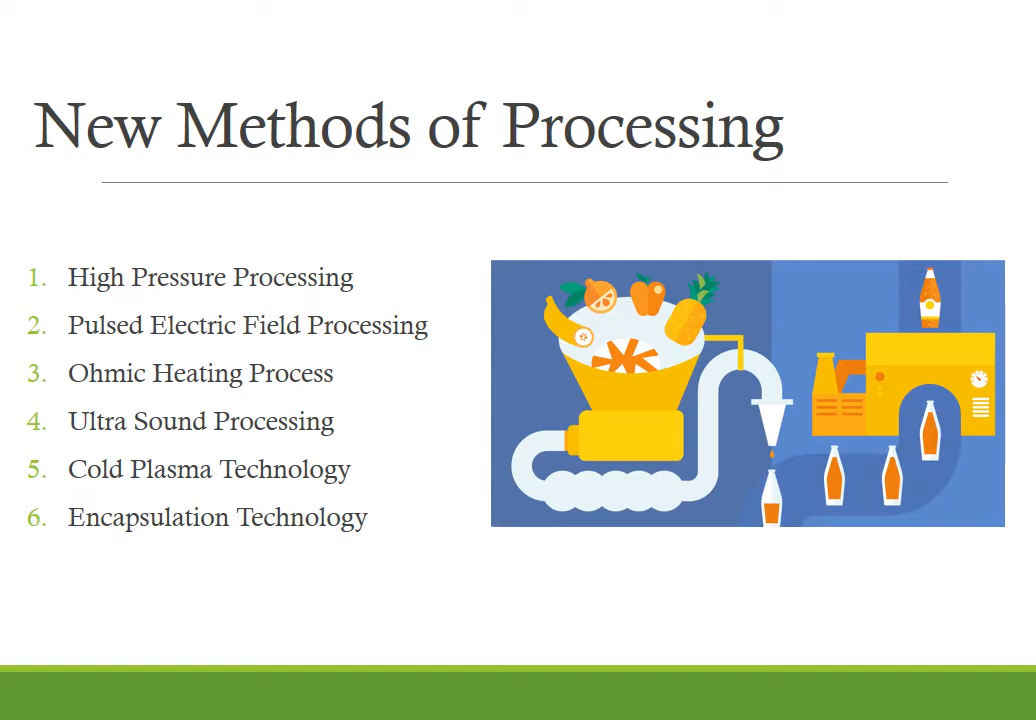 New Methods of Processing
1. High Pressure Processing
2. Pulsed Electric Field Processing
3. Ohmic Heating Process
4. Ultra Sound Processing
5. Cold Plasma Technology
6. Encapsulation Technology